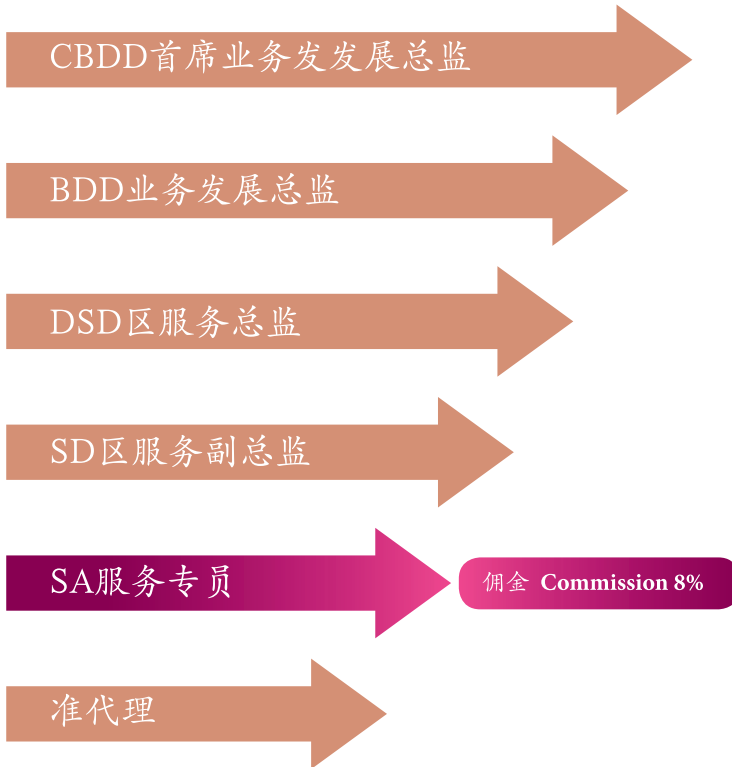 CBDD首席业务发发展总监
BDD业务发展总监
DSD区服务总监
SD区服务副总监
SA服务专员
佣金 Commission 8%
准代理